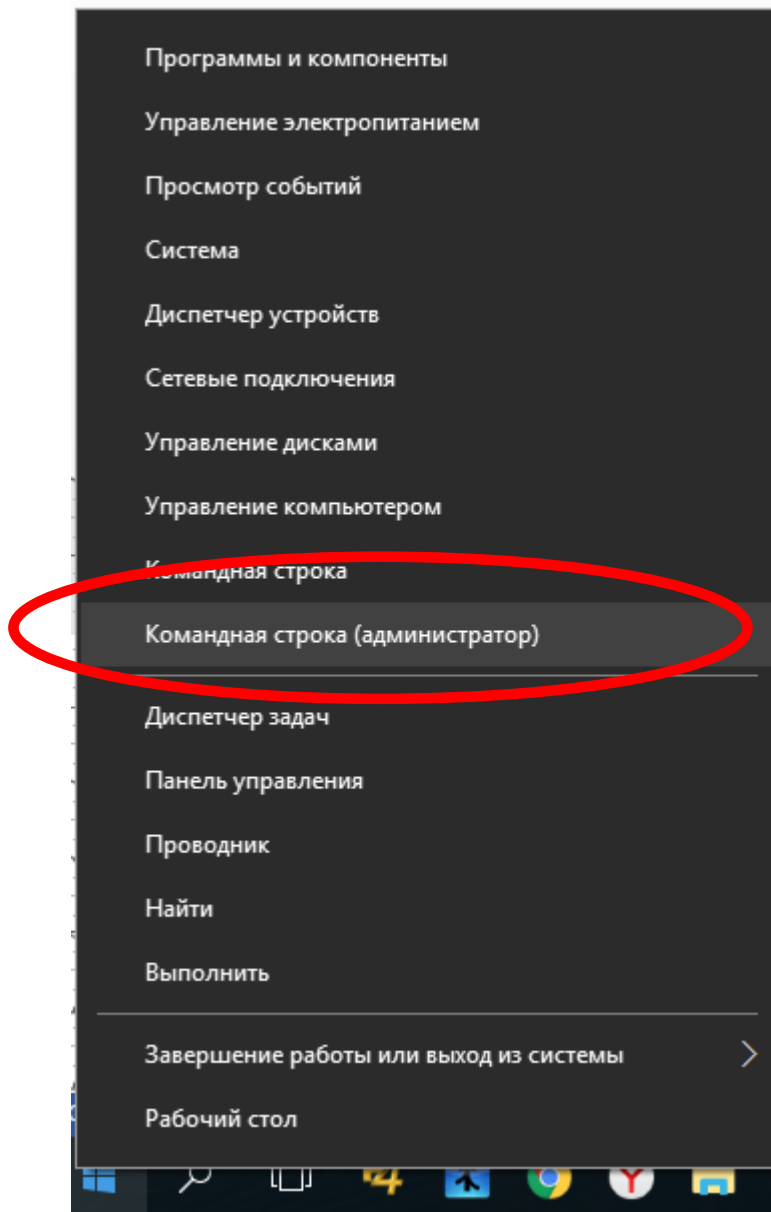 Программы и компоненты
Управление электропитанием
Просмотр событий
Система
Диспетчер устройств
Сетевые подключения
Управление дисками
Управление компьютером
Командная строка
Командная строка (администратор)
Диспетчер задач
Панель управления
Проводник
Найти
Выполнить
Завершение работы или выход из системы
Рабочий стол